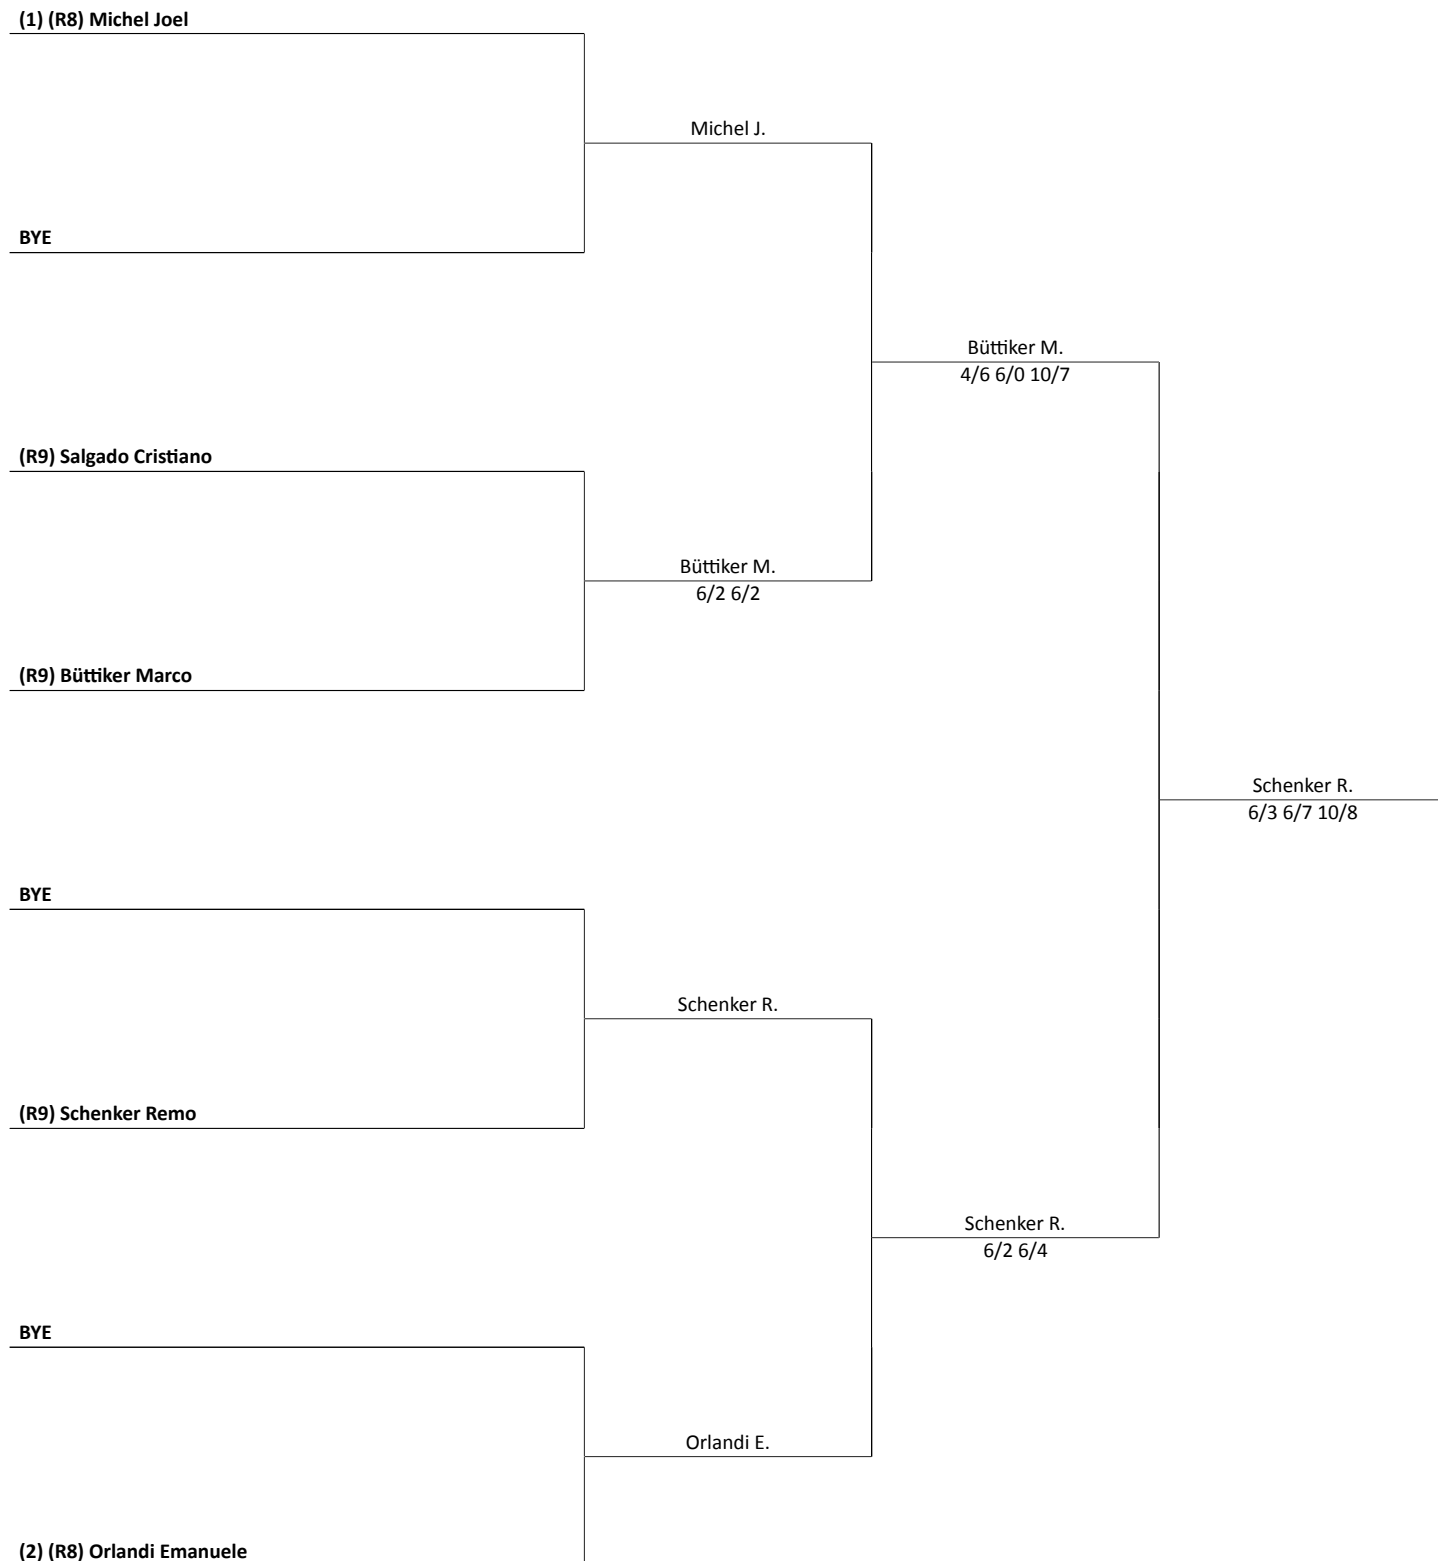 (1) (R8) Michel Joel
Michel J.
BYE
Büttiker M.
4/6 6/0 10/7
(R9) Salgado Cristiano
Büttiker M.
6/2 6/2
(R9) Büttiker Marco
Schenker R.
6/3 6/7 10/8
BYE
Schenker R.
(R9) Schenker Remo
Schenker R.
6/2 6/4
BYE
Orlandi E.
(2) (R8) Orlandi Emanuele